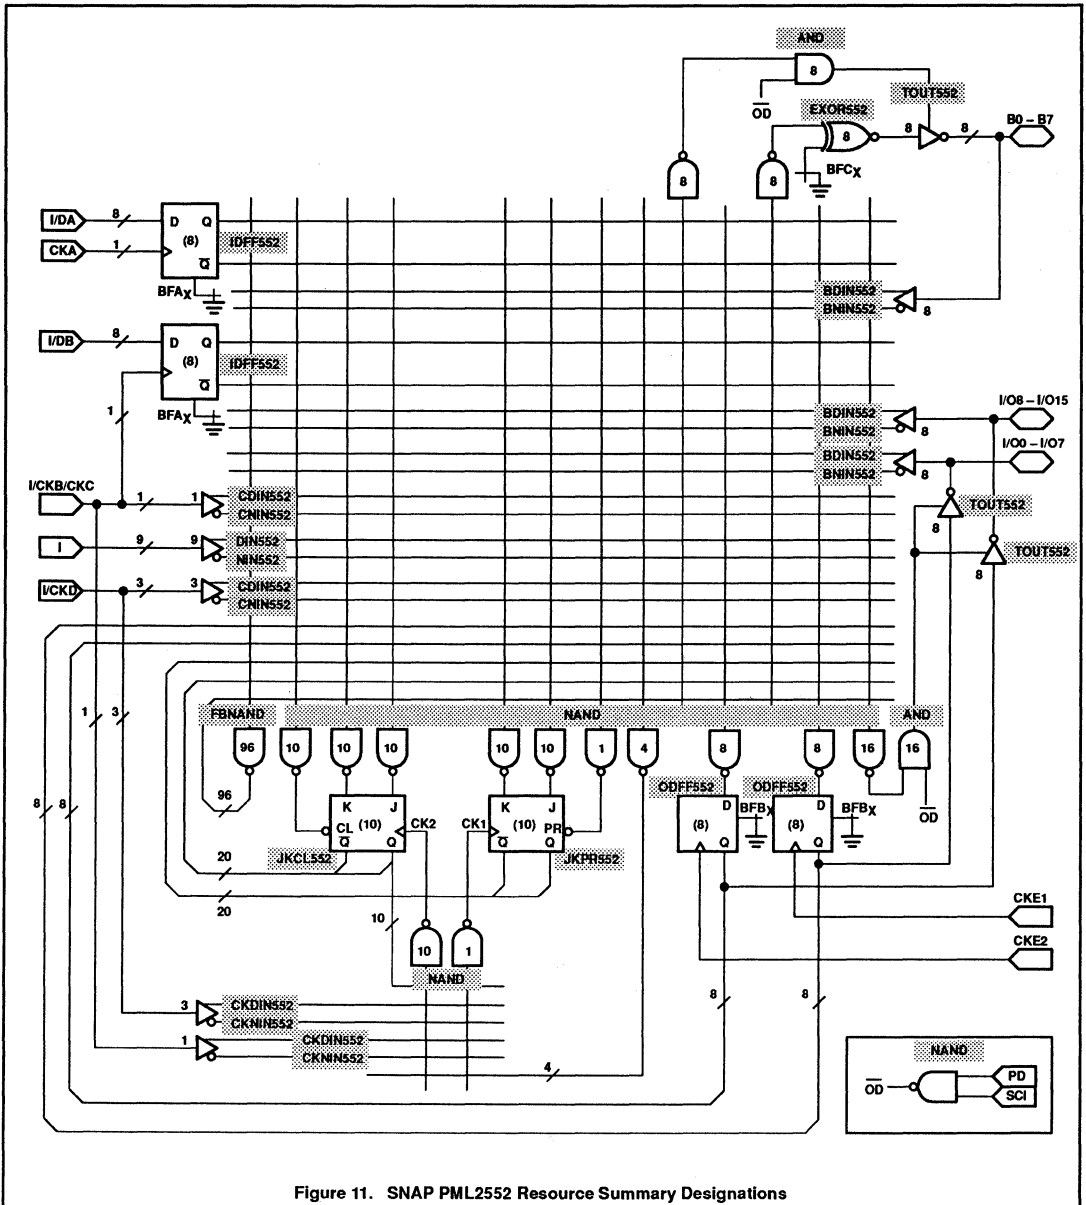 AND
8
OD
TOUT552
EXOR552
8
8
8
B0 – B7
BFCX
8
8
I/DA
8
CKA
1
D Q
(8)
Q
IDFF552
BFAX
BDIN552
BNIN552
8
I/DB
8
D Q
(8)
Q
IDFF552
BFAX
1
BDIN552
BNIN552
8
I/O8 – I/O15
BDIN552
BNIN552
8
I/O0 – I/O7
I/CKB/CKC
1
1
CDIN552
CNIN552
TOUT552
8
I
9
9
DIN552
NIN552
TOUT552
8
I/CKD
3
3
CDIN552
CNIN552
1
3
FBNAND
NAND
AND
96
10
10
10
10
10
1
4
8
8
16
16
96
8
8
K J
CL (10)
Q Q
CK2
JKCL552
CK1
K J
(10) PR
Q Q
JKPR552
ODFF552
D
(8)
Q
BFBX
ODFF552
D
(8)
Q
BFBX
OD
20
20
10
10
1
NAND
CKE1
CKE2
3
CKDIN552
CKNIN552
1
CKDIN552
CKNIN552
4
8
8
NAND
OD
PD
SCI
Figure 11. SNAP PML2552 Resource Summary Designations